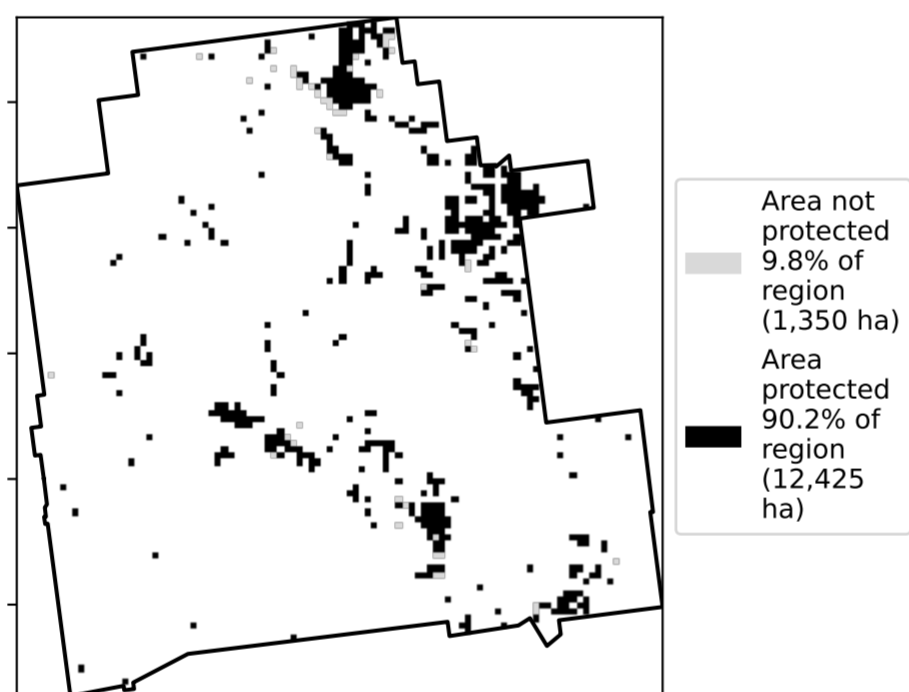 Area not
protected
9.8% of
region
(1,350 ha)
Area
protected
90.2% of
region
(12,425
ha)